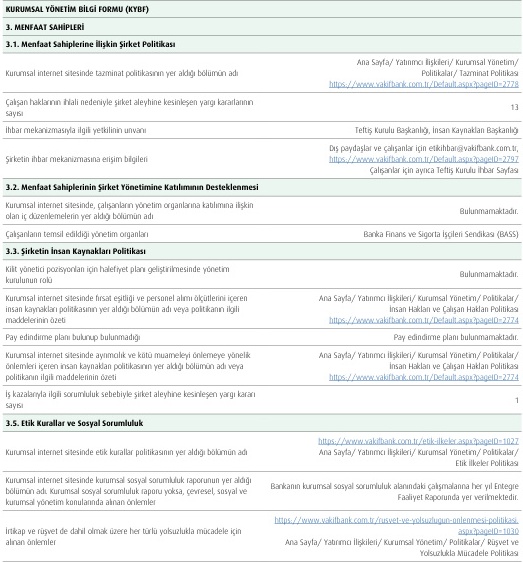 KURUMSAL YÖNETİM BİLGİ FORMU (KYBF)
3. MENFAAT SAHİPLERİ
3.1. Menfaat Sahiplerine İlişkin Şirket Politikası
Kurumsal internet sitesinde tazminat politikasının yer aldığı bölümün adı
Ana Sayfa/ Yatırımcı İlişkileri/ Kurumsal Yönetim/
Politikalar/ Tazminat Politikası
https://www.vakifbank.com.tr/Default.aspx?pageID=2778
Çalışan haklarının ihlali nedeniyle şirket aleyhine kesinleşen yargı kararlarının
sayısı
13
İhbar mekanizmasıyla ilgili yetkilinin unvanı
Teftiş Kurulu Başkanlığı, İnsan Kaynakları Başkanlığı
Şirketin ihbar mekanizmasına erişim bilgileri
Dış paydaşlar ve çalışanlar için etikihbar@vakifbank.com.tr,
https://www.vakifbank.com.tr/Default.aspx?pageID=2797
Çalışanlar için ayrıca Teftiş Kurulu İhbar Sayfası
3.2. Menfaat Sahiplerinin Şirket Yönetimine Katılımının Desteklenmesi
Kurumsal internet sitesinde, çalışanların yönetim organlarına katılımına ilişkin
olan iç düzenlemelerin yer aldığı bölümün adı
Bulunmamaktadır.
Çalışanların temsil edildiği yönetim organları
Banka Finans ve Sigorta İşçileri Sendikası (BASS)
3.3. Şirketin İnsan Kaynakları Politikası
Kilit yönetici pozisyonları için halefiyet planı geliştirilmesinde yönetim
kurulunun rolü
Bulunmamaktadır.
Kurumsal internet sitesinde fırsat eşitliği ve personel alımı ölçütlerini içeren
insan kaynakları politikasının yer aldığı bölümün adı veya politikanın ilgili
maddelerinin özeti
Ana Sayfa/ Yatırımcı İlişkileri/ Kurumsal Yönetim/ Politikalar/
İnsan Hakları ve Çalışan Hakları Politikası
https://www.vakifbank.com.tr/Default.aspx?pageID=2774
Pay edindirme planı bulunup bulunmadığı
Pay edindirme planı bulunmamaktadır.
Kurumsal internet sitesinde ayrımcılık ve kötü muameleyi önlemeye yönelik
önlemleri içeren insan kaynakları politikasının yer aldığı bölümün adı veya
politikanın ilgili maddelerinin özeti
Ana Sayfa/ Yatırımcı İlişkileri/ Kurumsal Yönetim/ Politikalar/
İnsan Hakları ve Çalışan Hakları Politikası
https://www.vakifbank.com.tr/Default.aspx?pageID=2774
İş kazalarıyla ilgili sorumluluk sebebiyle şirket aleyhine kesinleşen yargı kararı
sayısı
1
3.5. Etik Kurallar ve Sosyal Sorumluluk
Kurumsal internet sitesinde etik kurallar politikasının yer aldığı bölümün adı
https://www.vakifbank.com.tr/etik-ilkeler.aspx?pageID=1027
Ana Sayfa/ Yatırımcı İlişkileri/ Kurumsal Yönetim/ Politikalar/
Etik İlkeler Politikası
Kurumsal internet sitesinde kurumsal sosyal sorumluluk raporunun yer aldığı
bölümün adı. Kurumsal sosyal sorumluluk raporu yoksa, çevresel, sosyal ve
kurumsal yönetim konularında alınan önlemler
Bankanın kurumsal sosyal sorumluluk alanındaki çalışmalarına her yıl Entegre
Faaliyet Raporunda yer verilmektedir.
İrtikap ve rüşvet de dahil olmak üzere her türlü yolsuzlukla mücadele için
alınan önlemler
https://www.vakifbank.com.tr/rusvet-ve-yolsuzlugun-onlenmesi-politikasi.
aspx?pageID=1030
Ana Sayfa/ Yatırımcı İlişkileri/ Kurumsal Yönetim/ Politikalar/ Rüşvet ve
Yolsuzlukla Mücadele Politikası